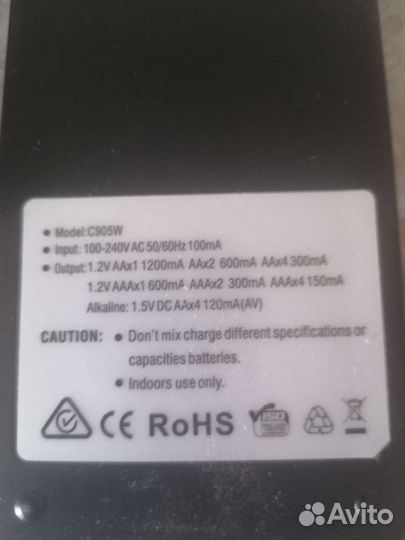 • Model:C905W
• Input: 100-240V AC 50/60Hz 100mA
• Output: 1.2V AAx1 1200mA AAx2 600mA AAx4 300mA
1.2V AAAx1 600mA AAAx2 300mA AAAx4 150mA
Alkaline: 1.5V DC AAx4 120mA(AV)
CAUTION: • Don't mix charge different specifications or
capacities batteries.
• Indoors use only.
CE RoHS
Avito